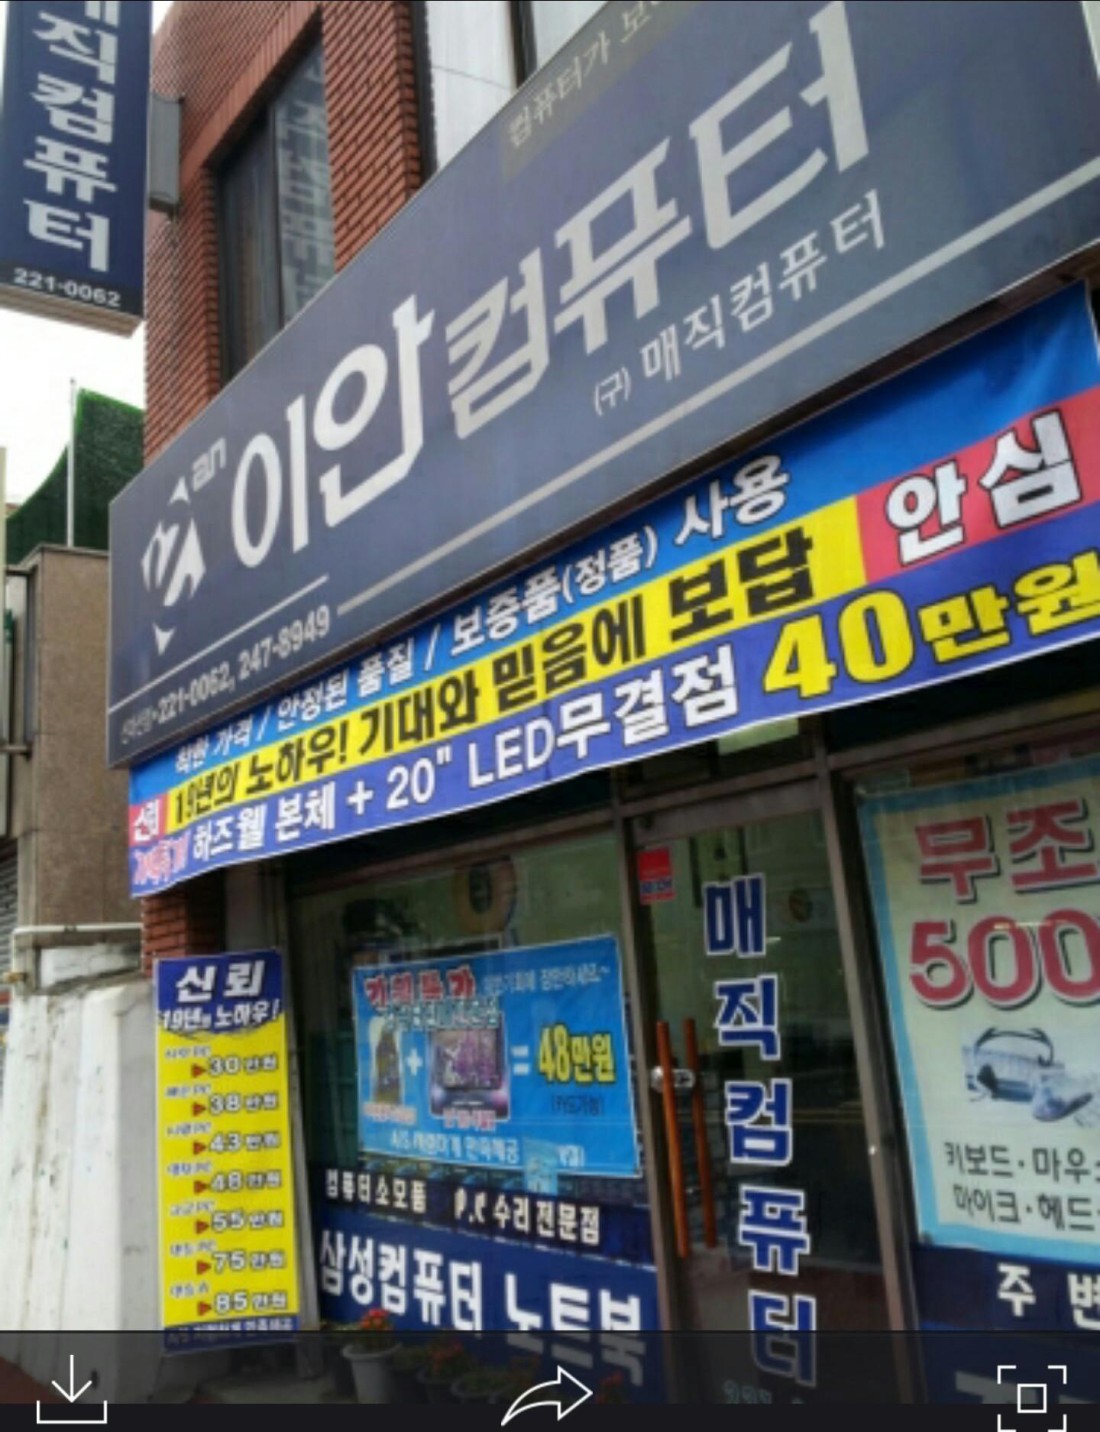 매직컴퓨터
221-0062
컴퓨터가
an
이안컴퓨터
(구) 매직컴퓨터
221-0062, 247-8949
착한 가격 / 안정된 품질 / 보증품(정품) 사용
신뢰 19년의 노하우! 기대와 믿음에 보답 안심
하즈웰 본체 + 20" LED무결점 40만원
신뢰
19년의 노하우!
30만원
38만원
43만원
48만원
55만원
75만원
85만원
= 48만원
컴퓨터소모품 P.C 수리전문점
삼성컴퓨터 노트북
매직컴퓨터
무조
500
키보드·마우스
마이크·헤드
주 변